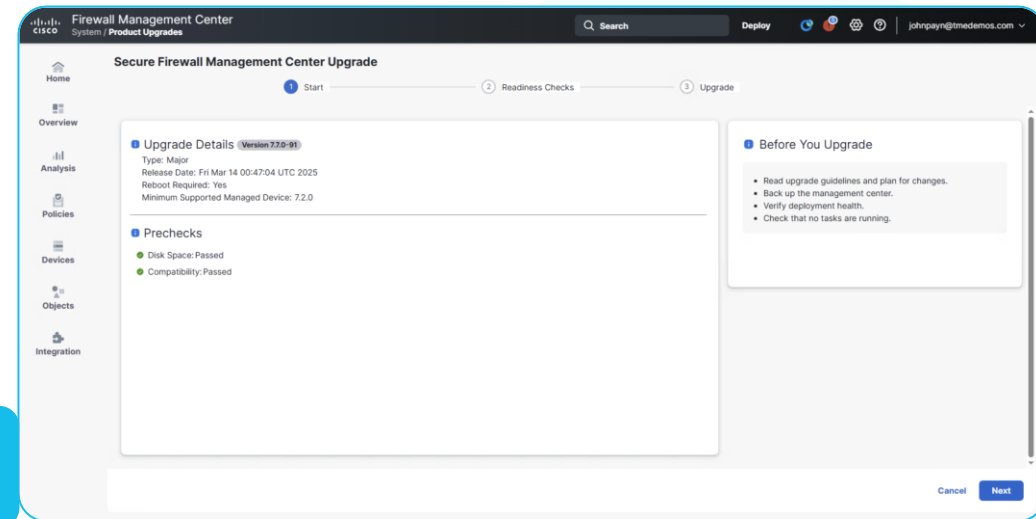 cisco
Firewall Management Center
System / Product Upgrades
Search
Deploy
johnpayn@tmedemos.com
Home
Overview
Analysis
Policies
Devices
Objects
Integration
Secure Firewall Management Center Upgrade
1 Start
2 Readiness Checks
3 Upgrade
Upgrade Details Version 7.7.0-91
Type: Major
Release Date: Fri Mar 14 00:47:04 UTC 2025
Reboot Required: Yes
Minimum Supported Managed Device: 7.2.0
Prechecks
Disk Space: Passed
Compatibility: Passed
Before You Upgrade
• Read upgrade guidelines and plan for changes.
• Back up the management center.
• Verify deployment health.
• Check that no tasks are running.
Cancel
Next